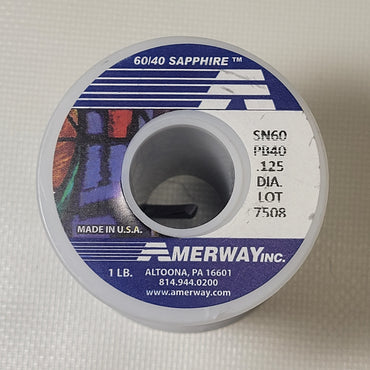 60/40 SAPPHIRE ™
A
SN60
PB40
.125
DIA.
LOT
7508
MADE IN U.S.A.
AMERWAY INC.
1 LB.
ALTOONA, PA 16601
814.944.0200
www.amerway.com